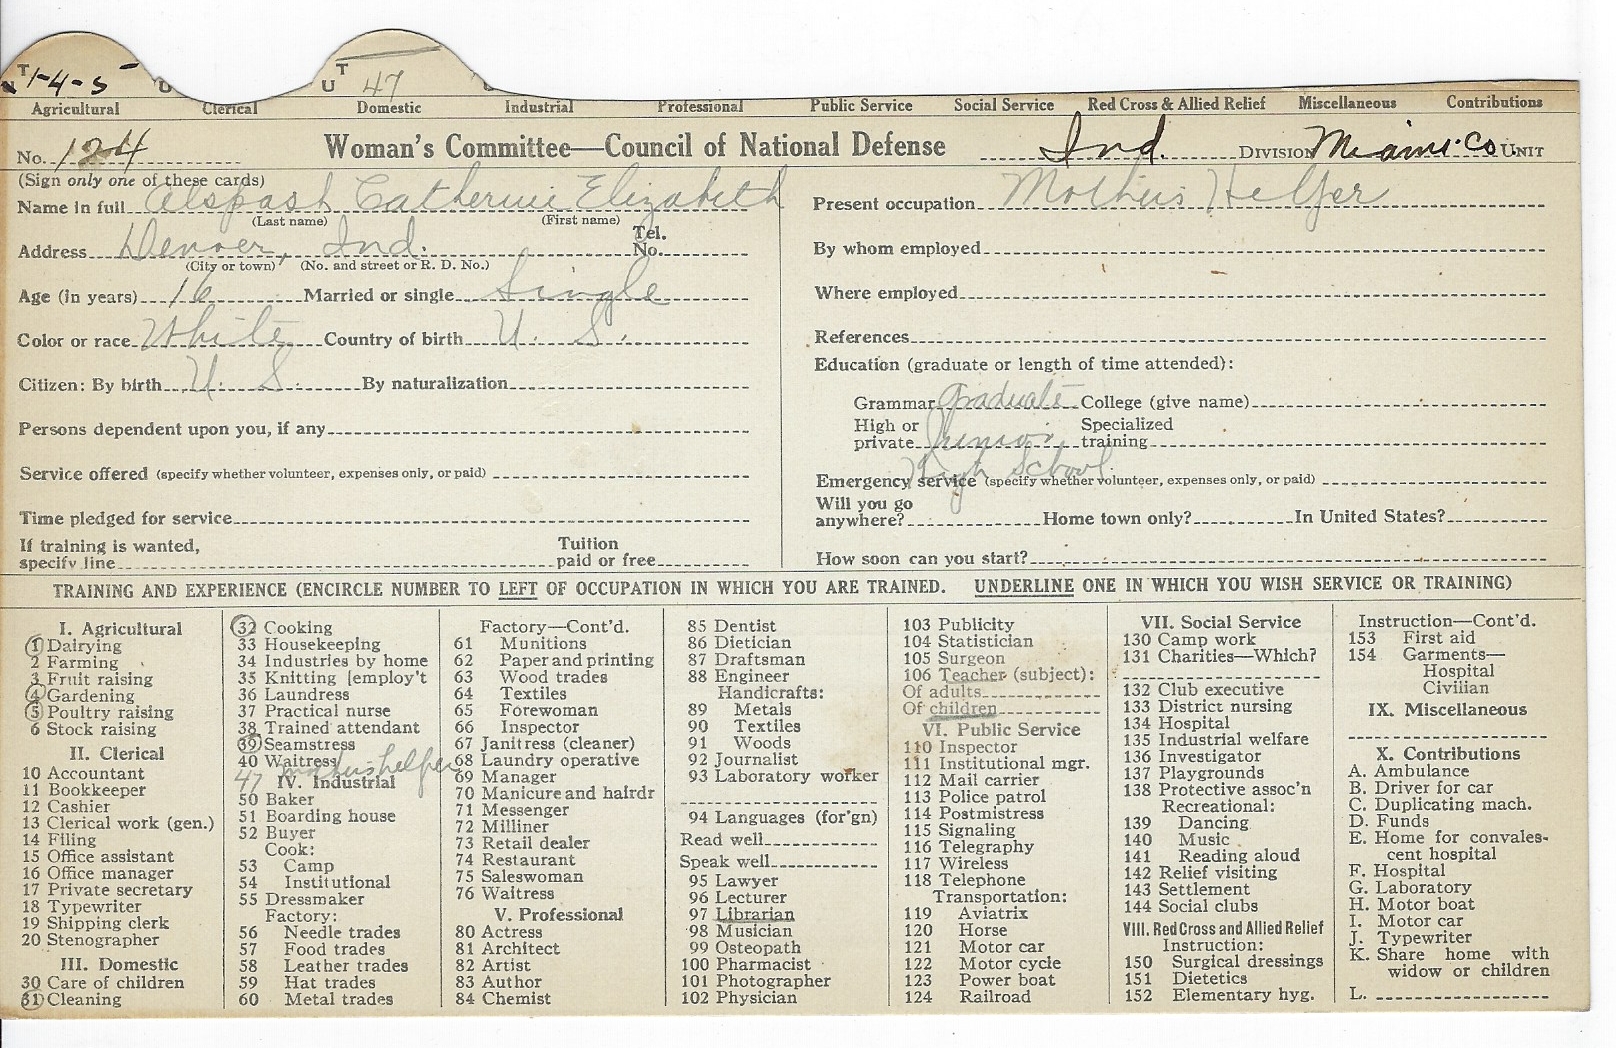 T 1-4-5 U T 47
Agricultural Clerical Domestic Industrial Professional Public Service Social Service Red Cross & Allied Relief Miscellaneous Contributions
No. 124 Woman's Committee—Council of National Defense Ind. DIVISION Miami Co. UNIT
(Sign only one of these cards)
Name in full Alspash Catherine Elizabeth
(Last name) (First name)
Address Denver, Ind. Tel. No.
(City or town) (No. and street or R. D. No.)
Age (in years) 16 Married or single Single
Color or race White Country of birth U. S.
Citizen: By birth U. S. By naturalization
Persons dependent upon you, if any
Service offered (specify whether volunteer, expenses only, or paid)
Time pledged for service
If training is wanted, specify line Tuition paid or free
Present occupation Mothers Helper
By whom employed
Where employed
References
Education (graduate or length of time attended):
Grammar graduate College (give name)
High or private Junior Specialized training
High School
Emergency service (specify whether volunteer, expenses only, or paid)
Will you go anywhere? Home town only? In United States?
How soon can you start?
TRAINING AND EXPERIENCE (ENCIRCLE NUMBER TO LEFT OF OCCUPATION IN WHICH YOU ARE TRAINED. UNDERLINE ONE IN WHICH YOU WISH SERVICE OR TRAINING)
I. Agricultural
1 Dairying
2 Farming
3 Fruit raising
4 Gardening
5 Poultry raising
6 Stock raising
II. Clerical
10 Accountant
11 Bookkeeper
12 Cashier
13 Clerical work (gen.)
14 Filing
15 Office assistant
16 Office manager
17 Private secretary
18 Typewriter
19 Shipping clerk
20 Stenographer
III. Domestic
30 Care of children
31 Cleaning
32 Cooking
33 Housekeeping
34 Industries by home
35 Knitting [employ't
36 Laundress
37 Practical nurse
38 Trained attendant
39 Seamstress
40 Waitress
47 mothers helper
IV. Industrial
50 Baker
51 Boarding house
52 Buyer
Cook:
53 Camp
54 Institutional
55 Dressmaker
Factory:
56 Needle trades
57 Food trades
58 Leather trades
59 Hat trades
60 Metal trades
Factory—Cont'd.
61 Munitions
62 Paper and printing
63 Wood trades
64 Textiles
65 Forewoman
66 Inspector
67 Janitress (cleaner)
68 Laundry operative
69 Manager
70 Manicure and hairdr
71 Messenger
72 Milliner
73 Retail dealer
74 Restaurant
75 Saleswoman
76 Waitress
V. Professional
80 Actress
81 Architect
82 Artist
83 Author
84 Chemist
85 Dentist
86 Dietician
87 Draftsman
88 Engineer
Handicrafts:
89 Metals
90 Textiles
91 Woods
92 Journalist
93 Laboratory worker
94 Languages (for'gn)
Read well
Speak well
95 Lawyer
96 Lecturer
97 Librarian
98 Musician
99 Osteopath
100 Pharmacist
101 Photographer
102 Physician
103 Publicity
104 Statistician
105 Surgeon
106 Teacher (subject):
Of adults
Of children
VI. Public Service
110 Inspector
111 Institutional mgr.
112 Mail carrier
113 Police patrol
114 Postmistress
115 Signaling
116 Telegraphy
117 Wireless
118 Telephone
Transportation:
119 Aviatrix
120 Horse
121 Motor car
122 Motor cycle
123 Power boat
124 Railroad
VII. Social Service
130 Camp work
131 Charities—Which?
132 Club executive
133 District nursing
134 Hospital
135 Industrial welfare
136 Investigator
137 Playgrounds
138 Protective assoc'n
Recreational:
139 Dancing
140 Music
141 Reading aloud
142 Relief visiting
143 Settlement
144 Social clubs
VIII. Red Cross and Allied Relief
Instruction:
150 Surgical dressings
151 Dietetics
152 Elementary hyg.
Instruction—Cont'd.
153 First aid
154 Garments—
Hospital
Civilian
IX. Miscellaneous
X. Contributions
A. Ambulance
B. Driver for car
C. Duplicating mach.
D. Funds
E. Home for convales-
cent hospital
F. Hospital
G. Laboratory
H. Motor boat
I. Motor car
J. Typewriter
K. Share home with
widow or children
L.